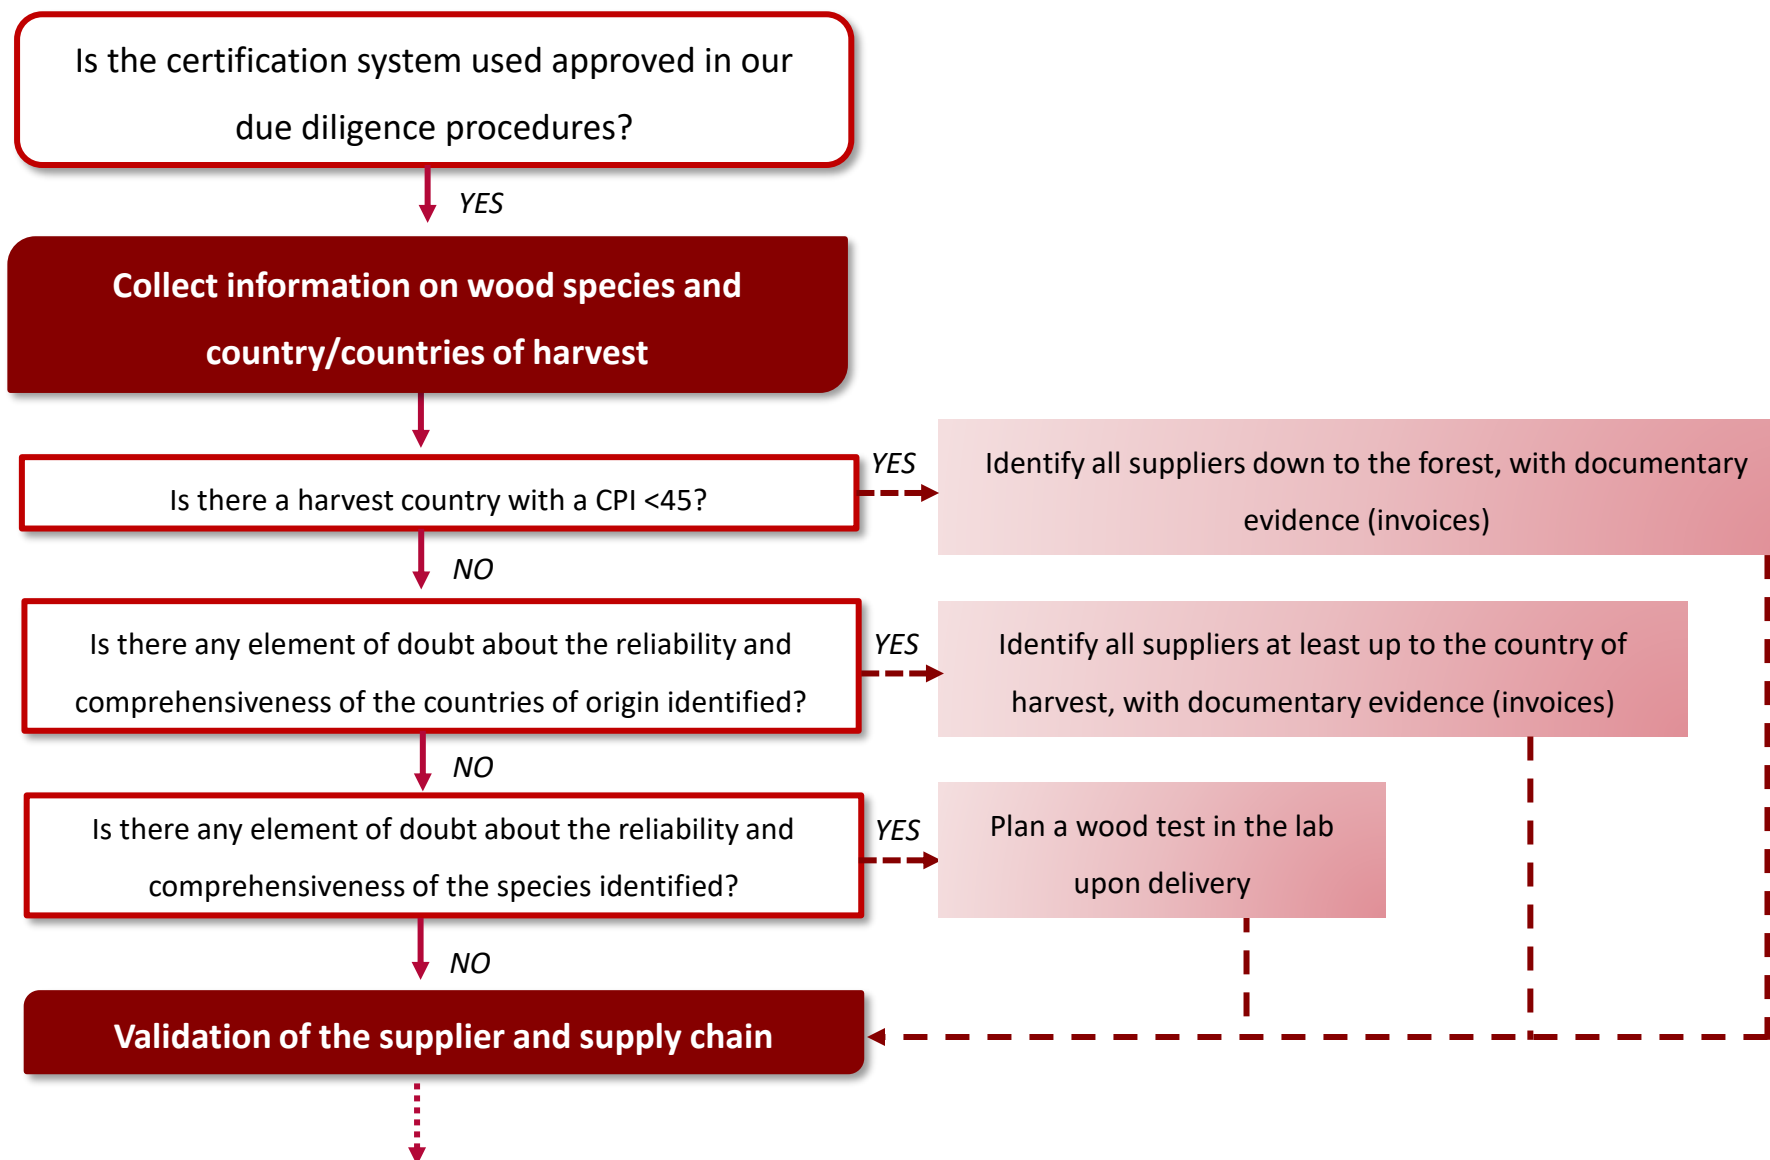 Is the certification system used approved in our
due diligence procedures?
YES
Collect information on wood species and
country/countries of harvest
Is there a harvest country with a CPI <45?
YES
Identify all suppliers down to the forest, with documentary
evidence (invoices)
NO
Is there any element of doubt about the reliability and
comprehensiveness of the countries of origin identified?
YES
Identify all suppliers at least up to the country of
harvest, with documentary evidence (invoices)
NO
Is there any element of doubt about the reliability and
comprehensiveness of the species identified?
YES
Plan a wood test in the lab
upon delivery
NO
Validation of the supplier and supply chain